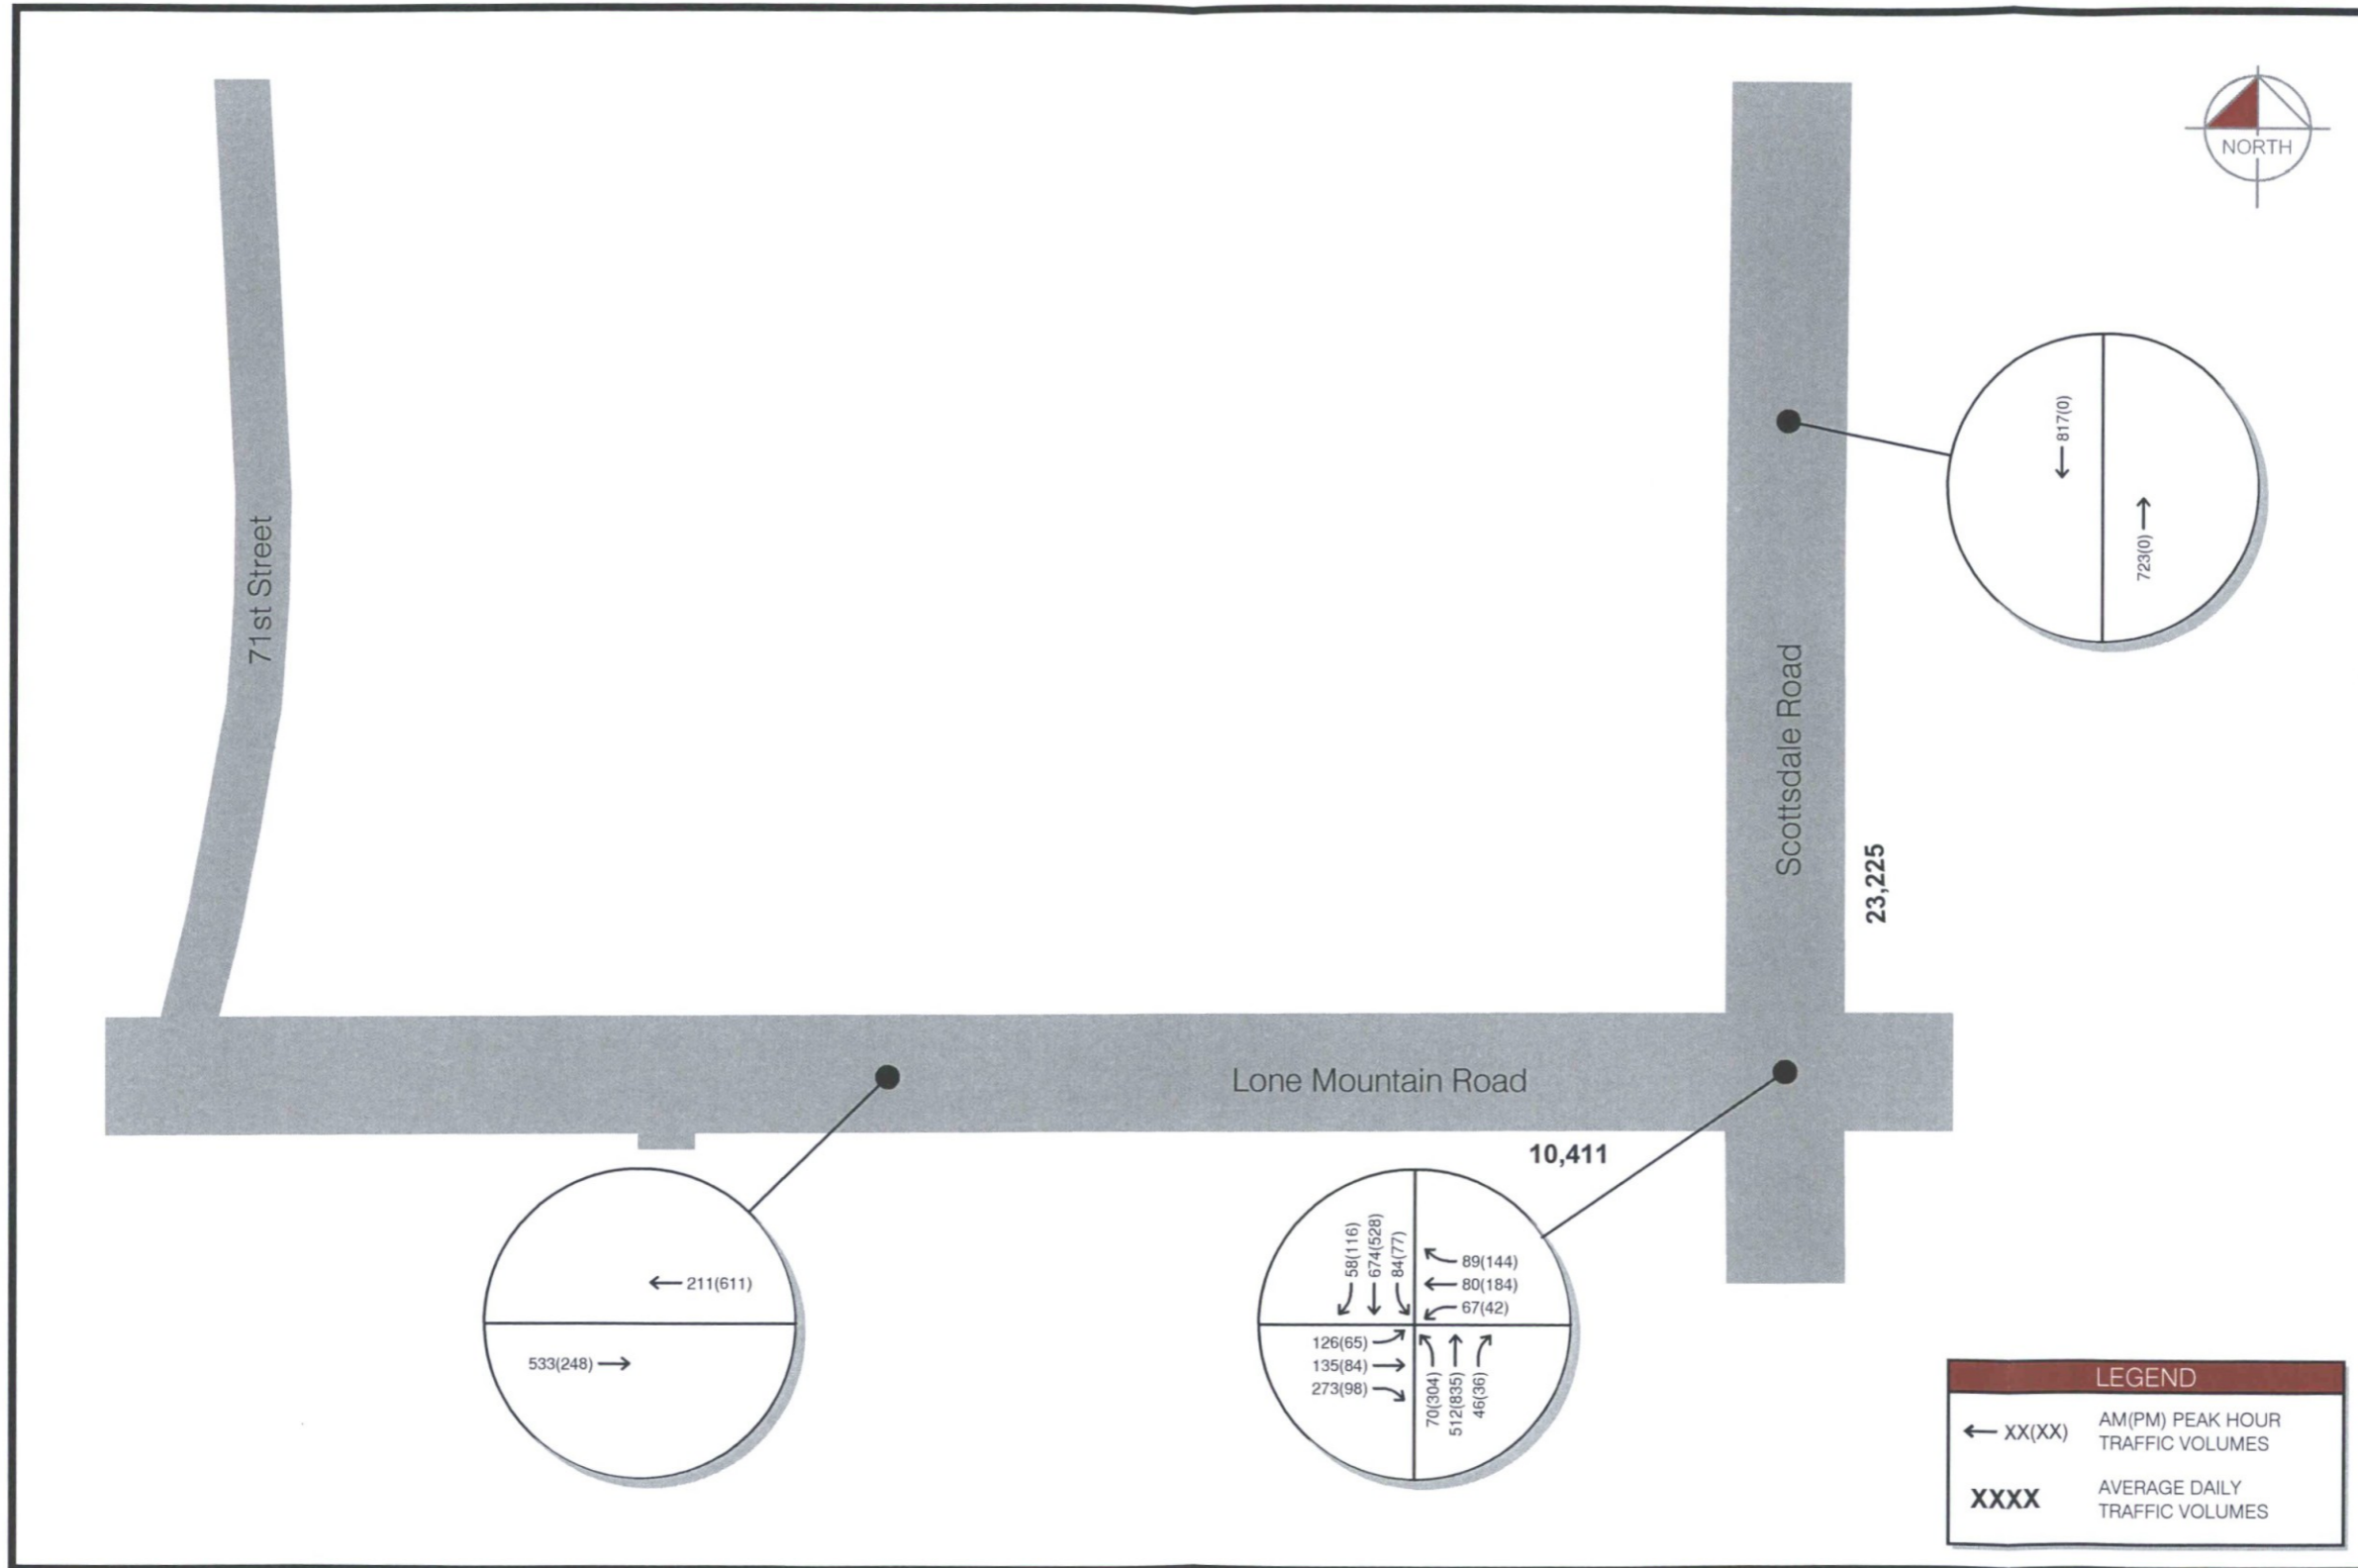 NORTH
817(0)
723(0)
71st Street
Scottsdale Road
23,225
Lone Mountain Road
10,411
211(611)
533(248)
58(116)
674(528)
84(77)
89(144)
80(184)
67(42)
126(65)
135(84)
273(98)
70(304)
512(835)
46(36)
LEGEND
XX(XX)
AM(PM) PEAK HOUR
TRAFFIC VOLUMES
XXXX
AVERAGE DAILY
TRAFFIC VOLUMES